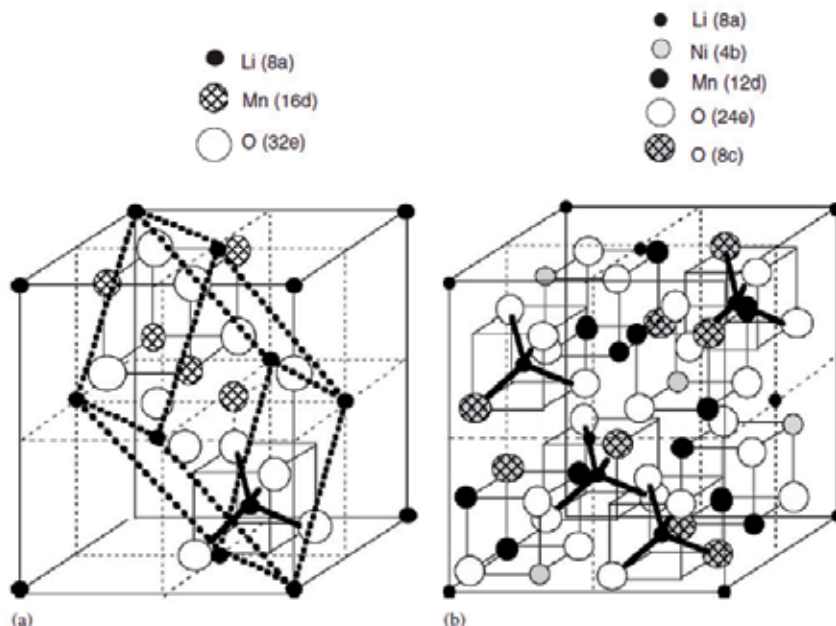 Li (8a)
Mn (16d)
O (32e)
Li (8a)
Ni (4b)
Mn (12d)
O (24e)
O (8c)
(a)
(b)